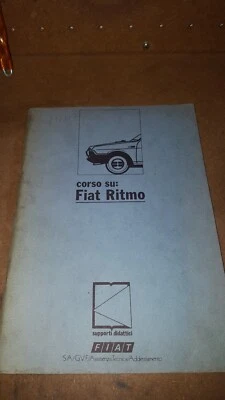 corso su:
Fiat Ritmo
supporti didattici
FIAT